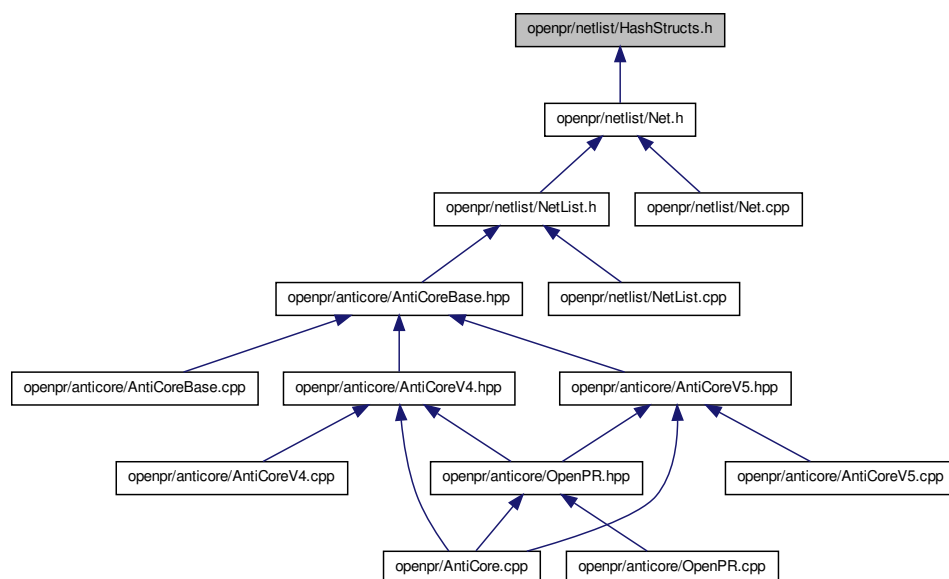 openpr/netlist/HashStructs.h
openpr/netlist/Net.h
openpr/netlist/NetList.h
openpr/netlist/Net.cpp
openpr/anticore/AntiCoreBase.hpp
openpr/netlist/NetList.cpp
openpr/anticore/AntiCoreBase.cpp
openpr/anticore/AntiCoreV4.hpp
openpr/anticore/AntiCoreV5.hpp
openpr/anticore/AntiCoreV4.cpp
openpr/anticore/OpenPR.hpp
openpr/anticore/AntiCoreV5.cpp
openpr/AntiCore.cpp
openpr/anticore/OpenPR.cpp